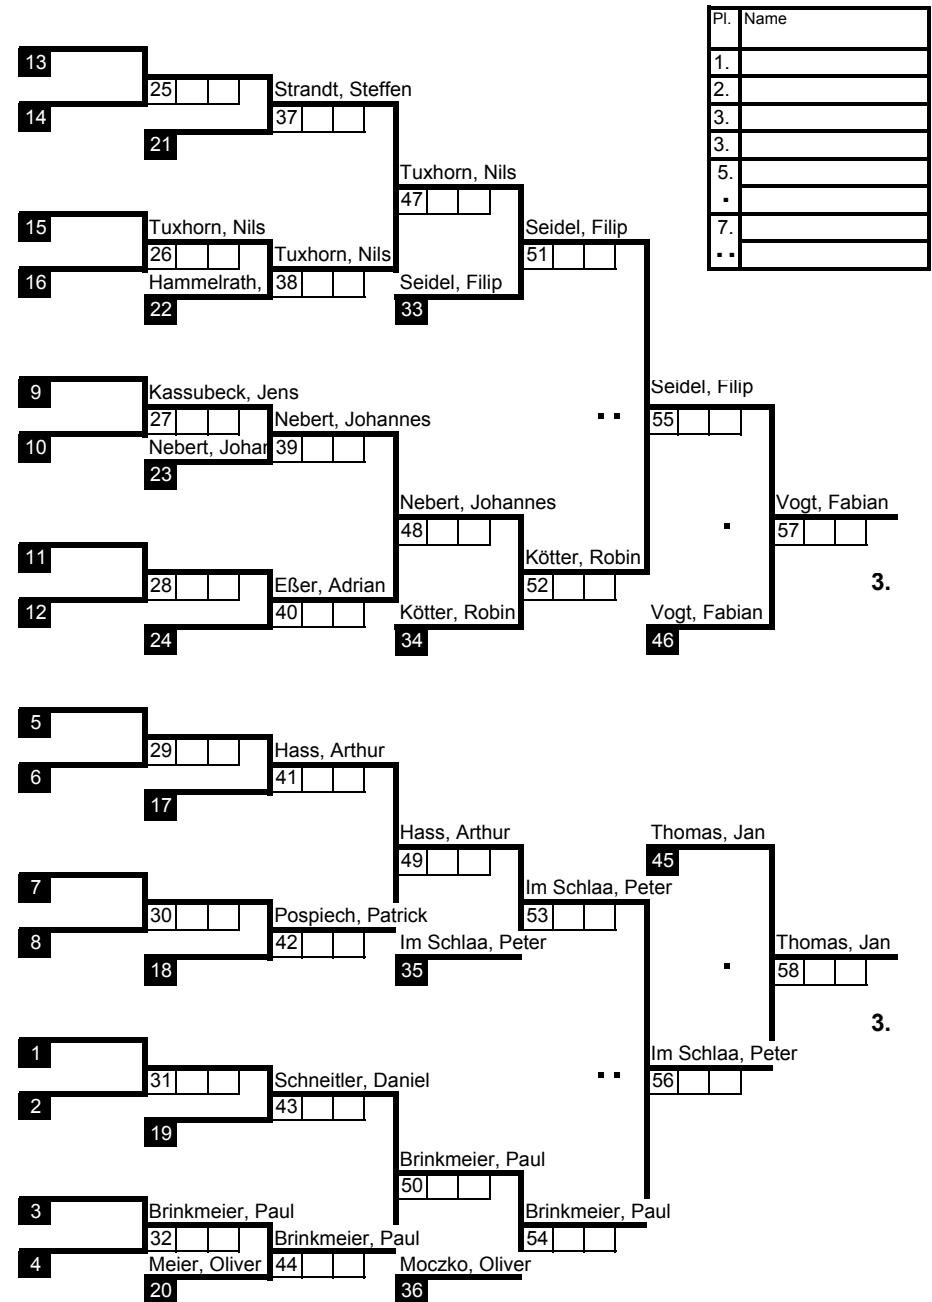 Pl. Name
1.
2.
3.
3.
5.
.
7.
..
13
25
Strandt, Steffen
14
37
21
Tuxhorn, Nils
47
15
Tuxhorn, Nils
Seidel, Filip
26
Tuxhorn, Nils
51
16
Hammelrath,
38
Seidel, Filip
22
33
9
Kassubeck, Jens
Seidel, Filip
27
Nebert, Johannes
..
55
10
Nebert, Johan
39
23
Nebert, Johannes
Vogt, Fabian
48
.
57
11
Kötter, Robin
28
Eßer, Adrian
52
3.
12
40
Kötter, Robin
Vogt, Fabian
24
34
46
5
29
Hass, Arthur
6
41
17
Hass, Arthur
Thomas, Jan
49
45
7
Im Schlaa, Peter
30
Pospiech, Patrick
53
8
42
Im Schlaa, Peter
Thomas, Jan
18
35
.
58
3.
1
Im Schlaa, Peter
31
Schneitler, Daniel
..
56
2
43
19
Brinkmeier, Paul
50
3
Brinkmeier, Paul
Brinkmeier, Paul
32
Brinkmeier, Paul
54
4
Meier, Oliver
44
Moczko, Oliver
20
36